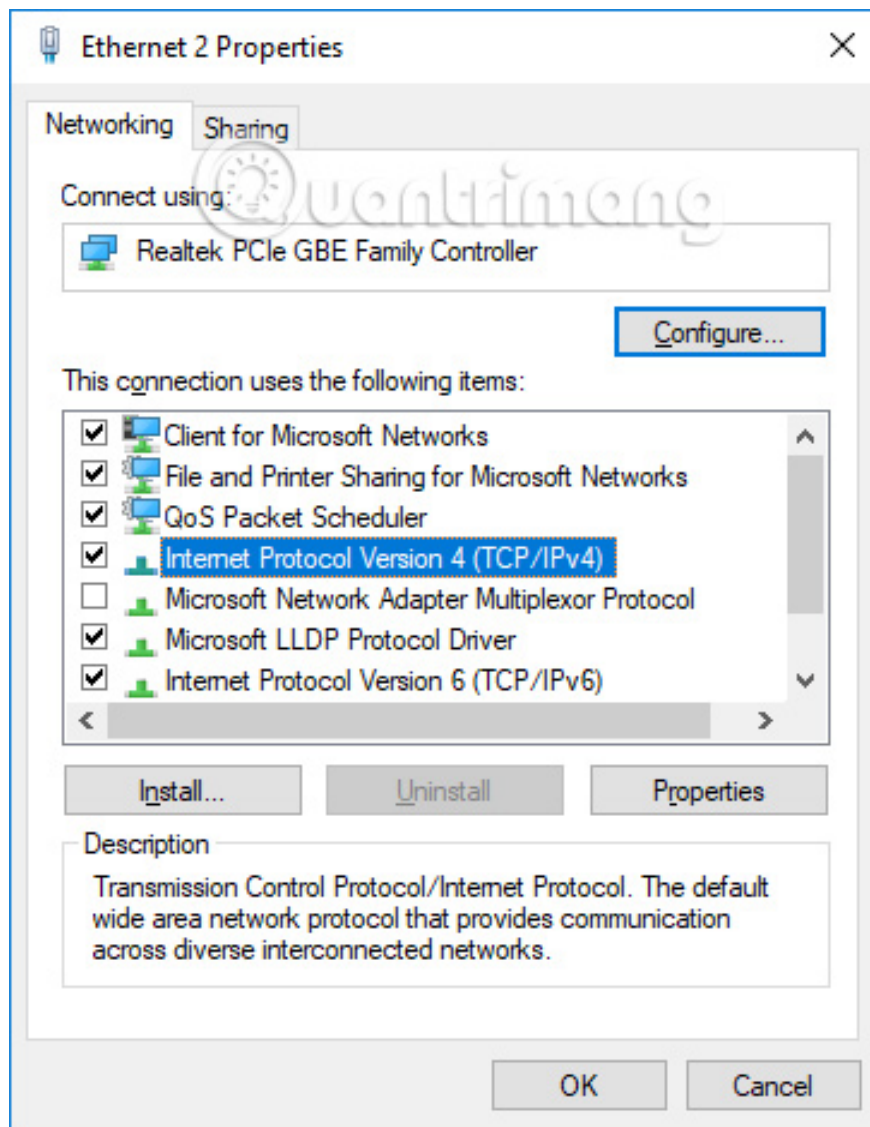 Ethernet 2 Properties
Networking
Sharing
Quantrimang
Connect using:
Realtek PCIe GBE Family Controller
Configure...
This connection uses the following items:
Client for Microsoft Networks
File and Printer Sharing for Microsoft Networks
QoS Packet Scheduler
Internet Protocol Version 4 (TCP/IPv4)
Microsoft Network Adapter Multiplexor Protocol
Microsoft LLDP Protocol Driver
Internet Protocol Version 6 (TCP/IPv6)
Install...
Uninstall
Properties
Description
Transmission Control Protocol/Internet Protocol. The default
wide area network protocol that provides communication
across diverse interconnected networks.
OK
Cancel